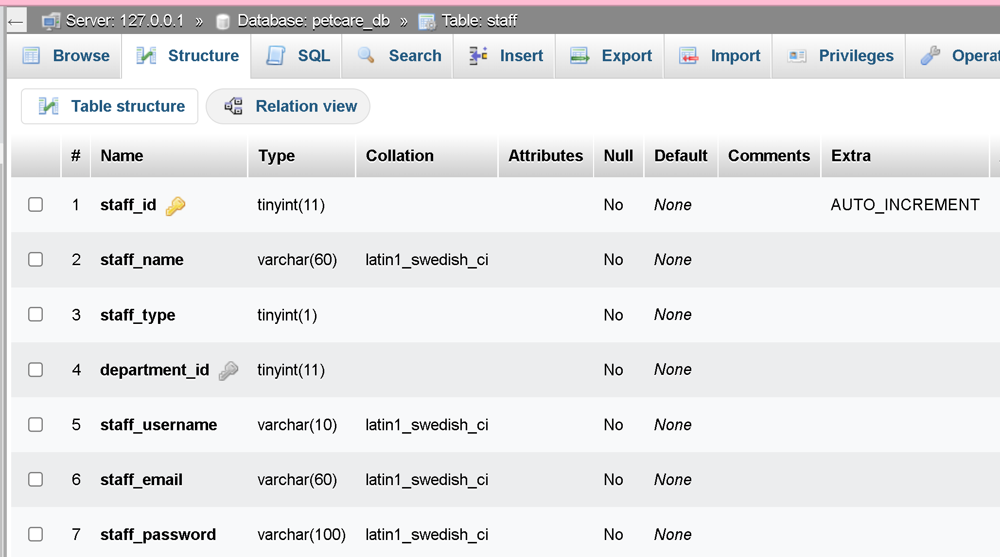 ← Server: 127.0.0.1 » Database: petcare_db » Table: staff
Browse Structure SQL Search Insert Export Import Privileges
Table structure Relation view
# Name Type Collation Attributes Null Default Comments Extra
1 staff_id tinyint(11) No None AUTO_INCREMENT
2 staff_name varchar(60) latin1_swedish_ci No None
3 staff_type tinyint(1) No None
4 department_id tinyint(11) No None
5 staff_username varchar(10) latin1_swedish_ci No None
6 staff_email varchar(60) latin1_swedish_ci No None
7 staff_password varchar(100) latin1_swedish_ci No None